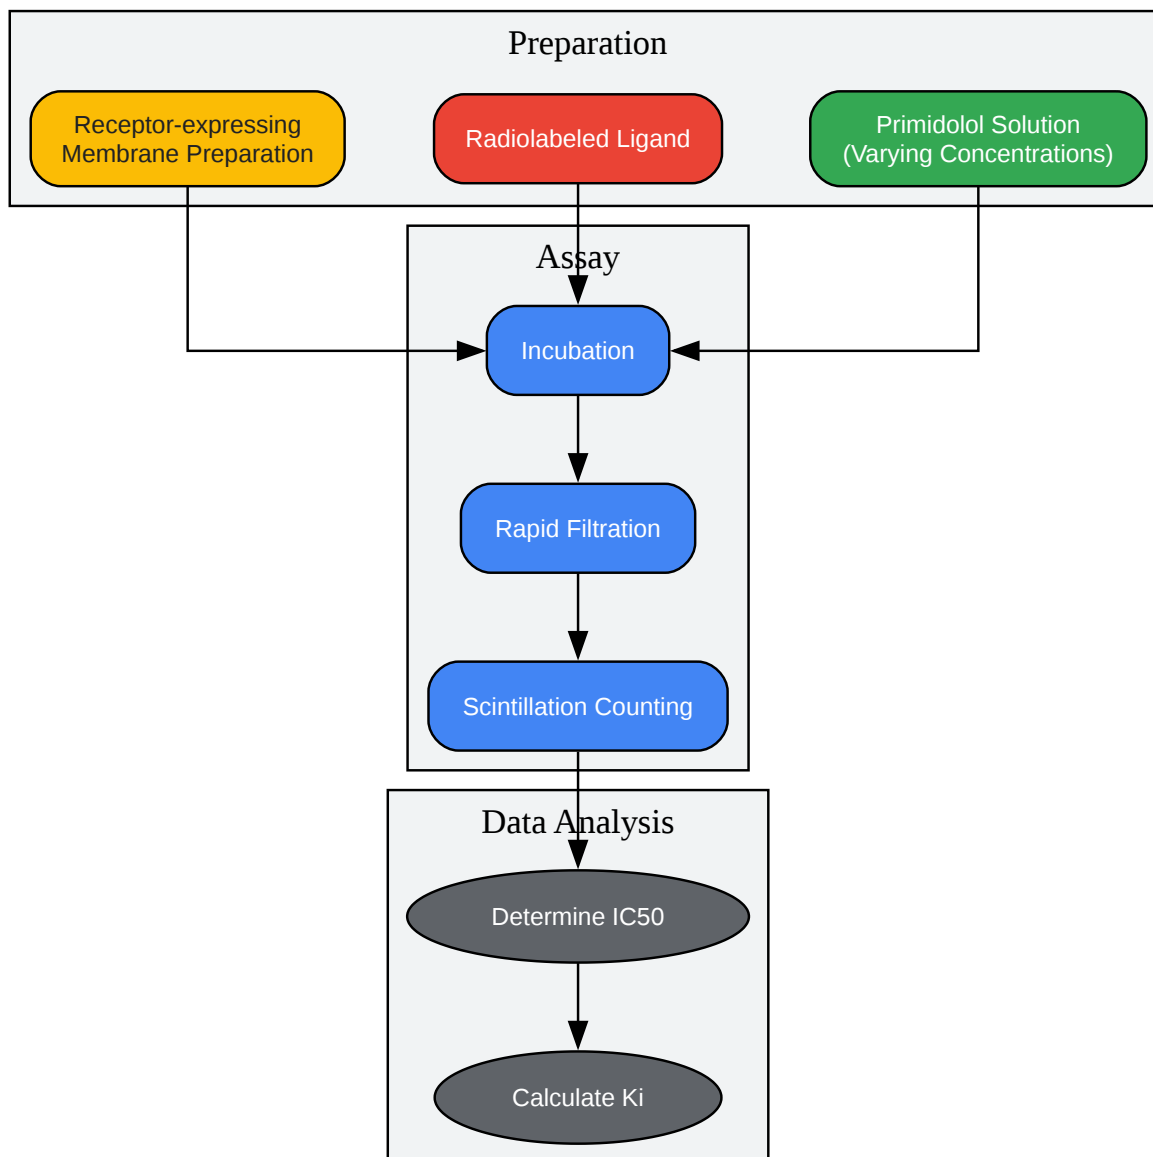 Preparation
Receptor-expressing
Membrane Preparation
Radiolabeled Ligand
Primidolol Solution
(Varying Concentrations)
Assay
Incubation
Rapid Filtration
Scintillation Counting
Data Analysis
Determine IC50
Calculate Ki